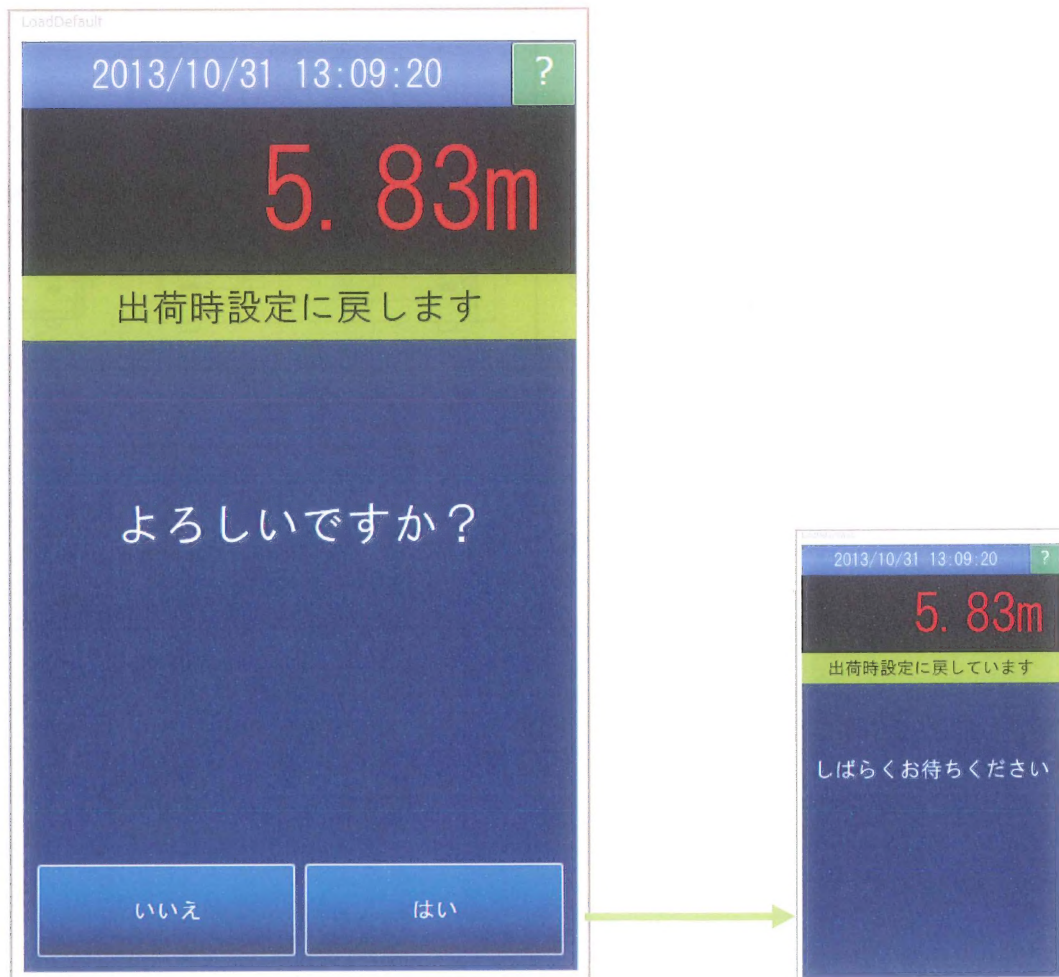 LoadDefault
2013/10/31 13:09:20 ?
5.83m
出荷時設定に戻します
よろしいですか?
いいえ はい
2013/10/31 13:09:20 ?
5.83m
出荷時設定に戻しています
しばらくお待ちください